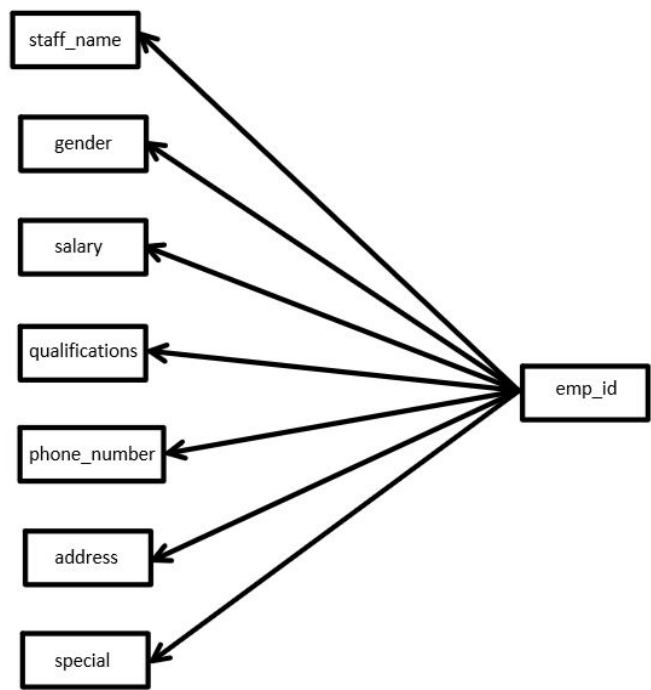 staff_name
gender
salary
qualifications
emp_id
phone_number
address
special